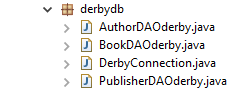 derbydb
AuthorDAOderby.java
BookDAOderby.java
DerbyConnection.java
PublisherDAOderby.java